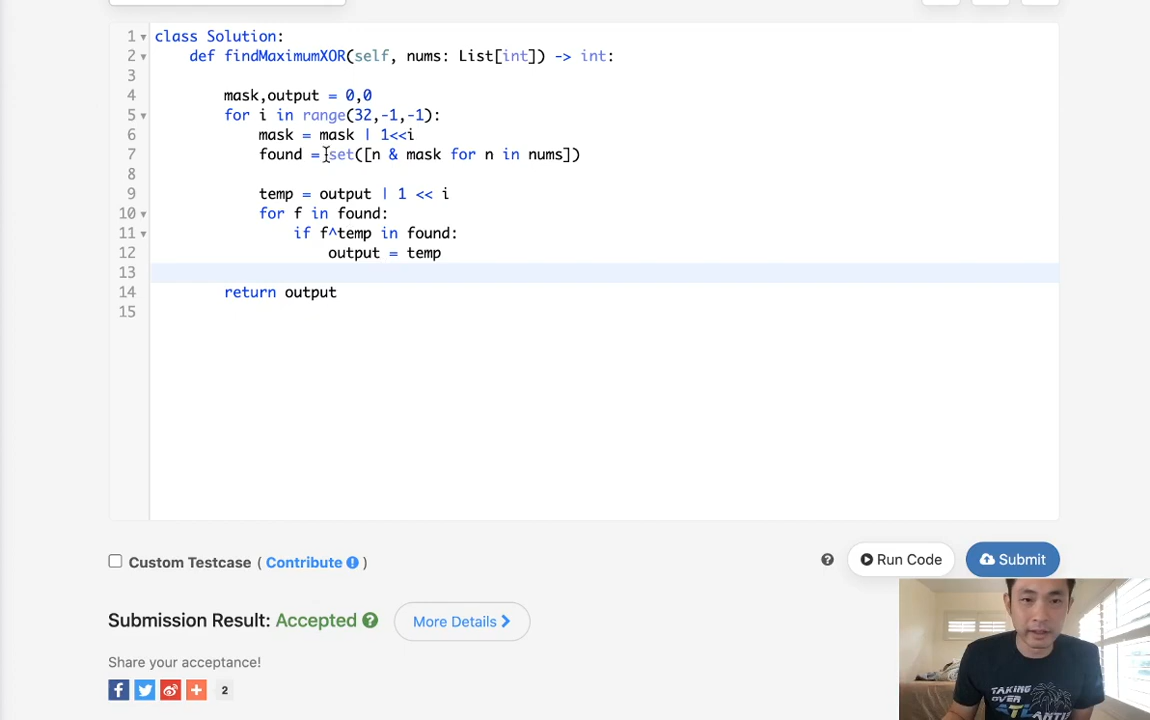 1 class Solution:
2 def findMaximumXOR(self, nums: List[int]) -> int:
3
4 mask,output = 0,0
5 for i in range(32,-1,-1):
6 mask = mask | 1<<i
7 found = set([n & mask for n in nums])
8
9 temp = output | 1 << i
10 for f in found:
11 if f^temp in found:
12 output = temp
13
14 return output
15
Custom Testcase ( Contribute )
Run Code
Submit
Submission Result: Accepted
More Details
Share your acceptance!
2
TAKING
OVER
ATL